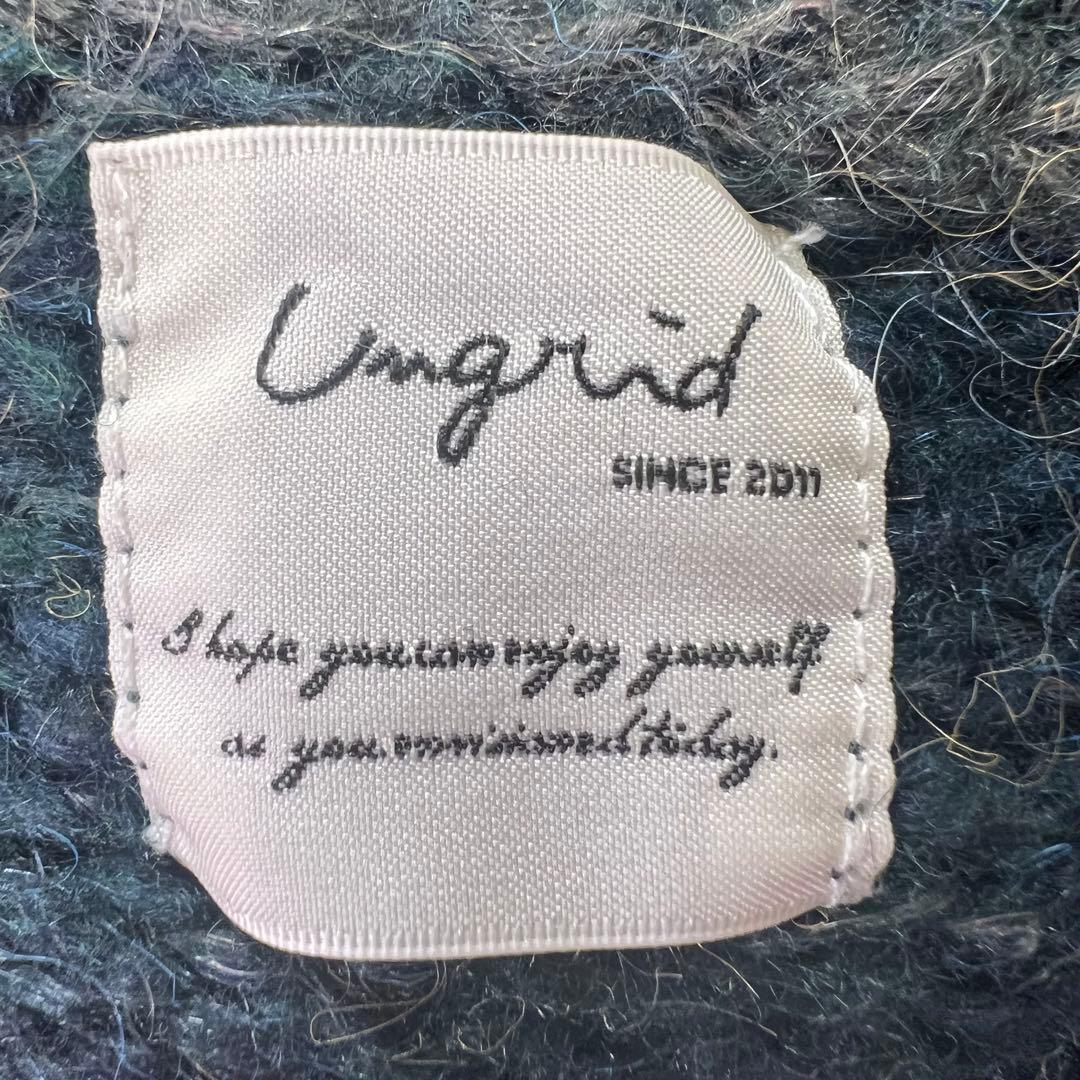 Ungrid
SINCE 2011
I hope you can enjoy yourself
as you envisioned today.